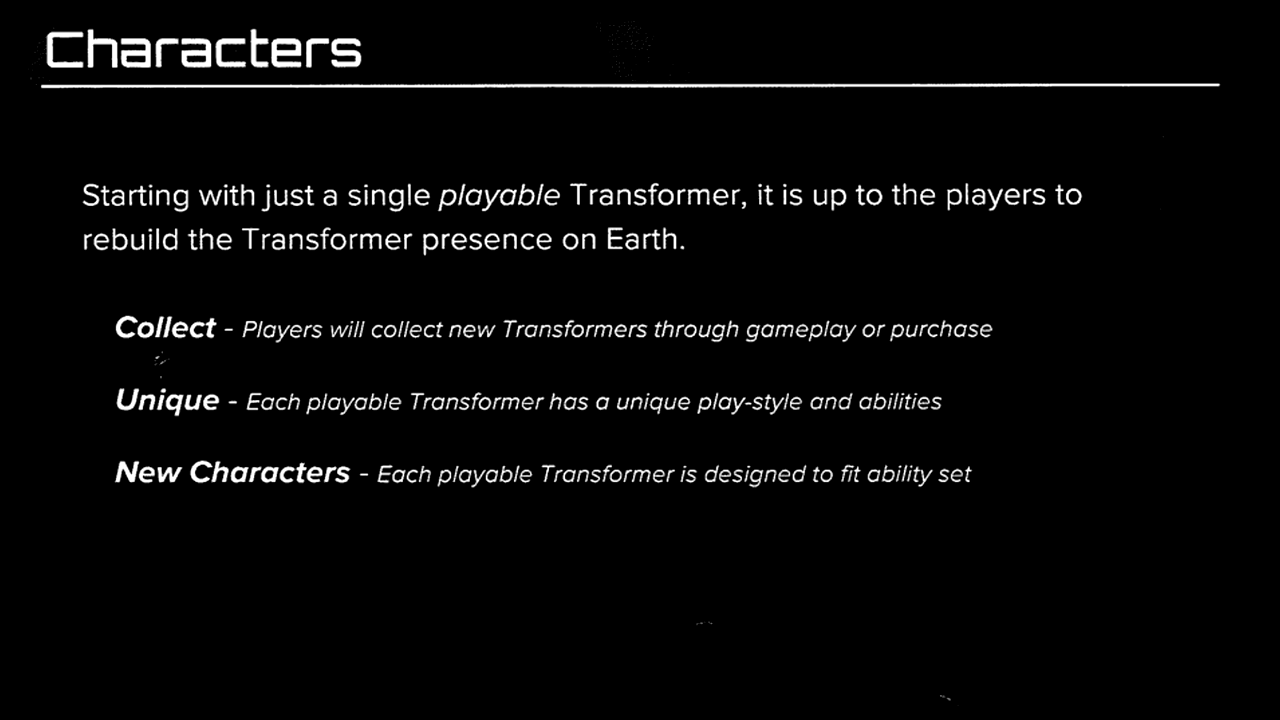 Characters
Starting with just a single playable Transformer, it is up to the players to
rebuild the Transformer presence on Earth.
Collect - Players will collect new Transformers through gameplay or purchase
Unique - Each playable Transformer has a unique play-style and abilities
New Characters - Each playable Transformer is designed to fit ability set